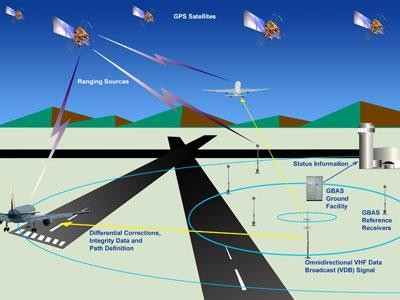 GPS Satellites
Ranging Sources
Status Information
GBAS
Ground
Facility
GBAS
Reference
Receivers
Differential Corrections,
Integrity Data and
Path Definition
Omnidirectional VHF Data
Broadcast (VDB) Signal